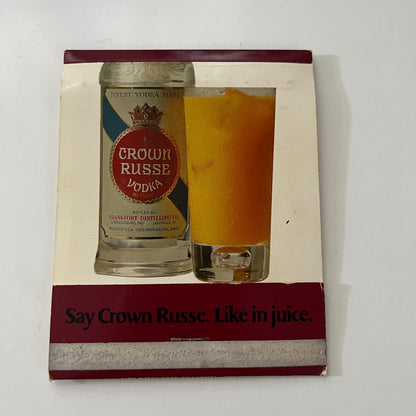 FINEST VODKA MADE
CROWN
RUSSE
VODKA
BOTTLED BY
FRANKFORT DISTILLING CO.
Say Crown Russe. Like in juice.